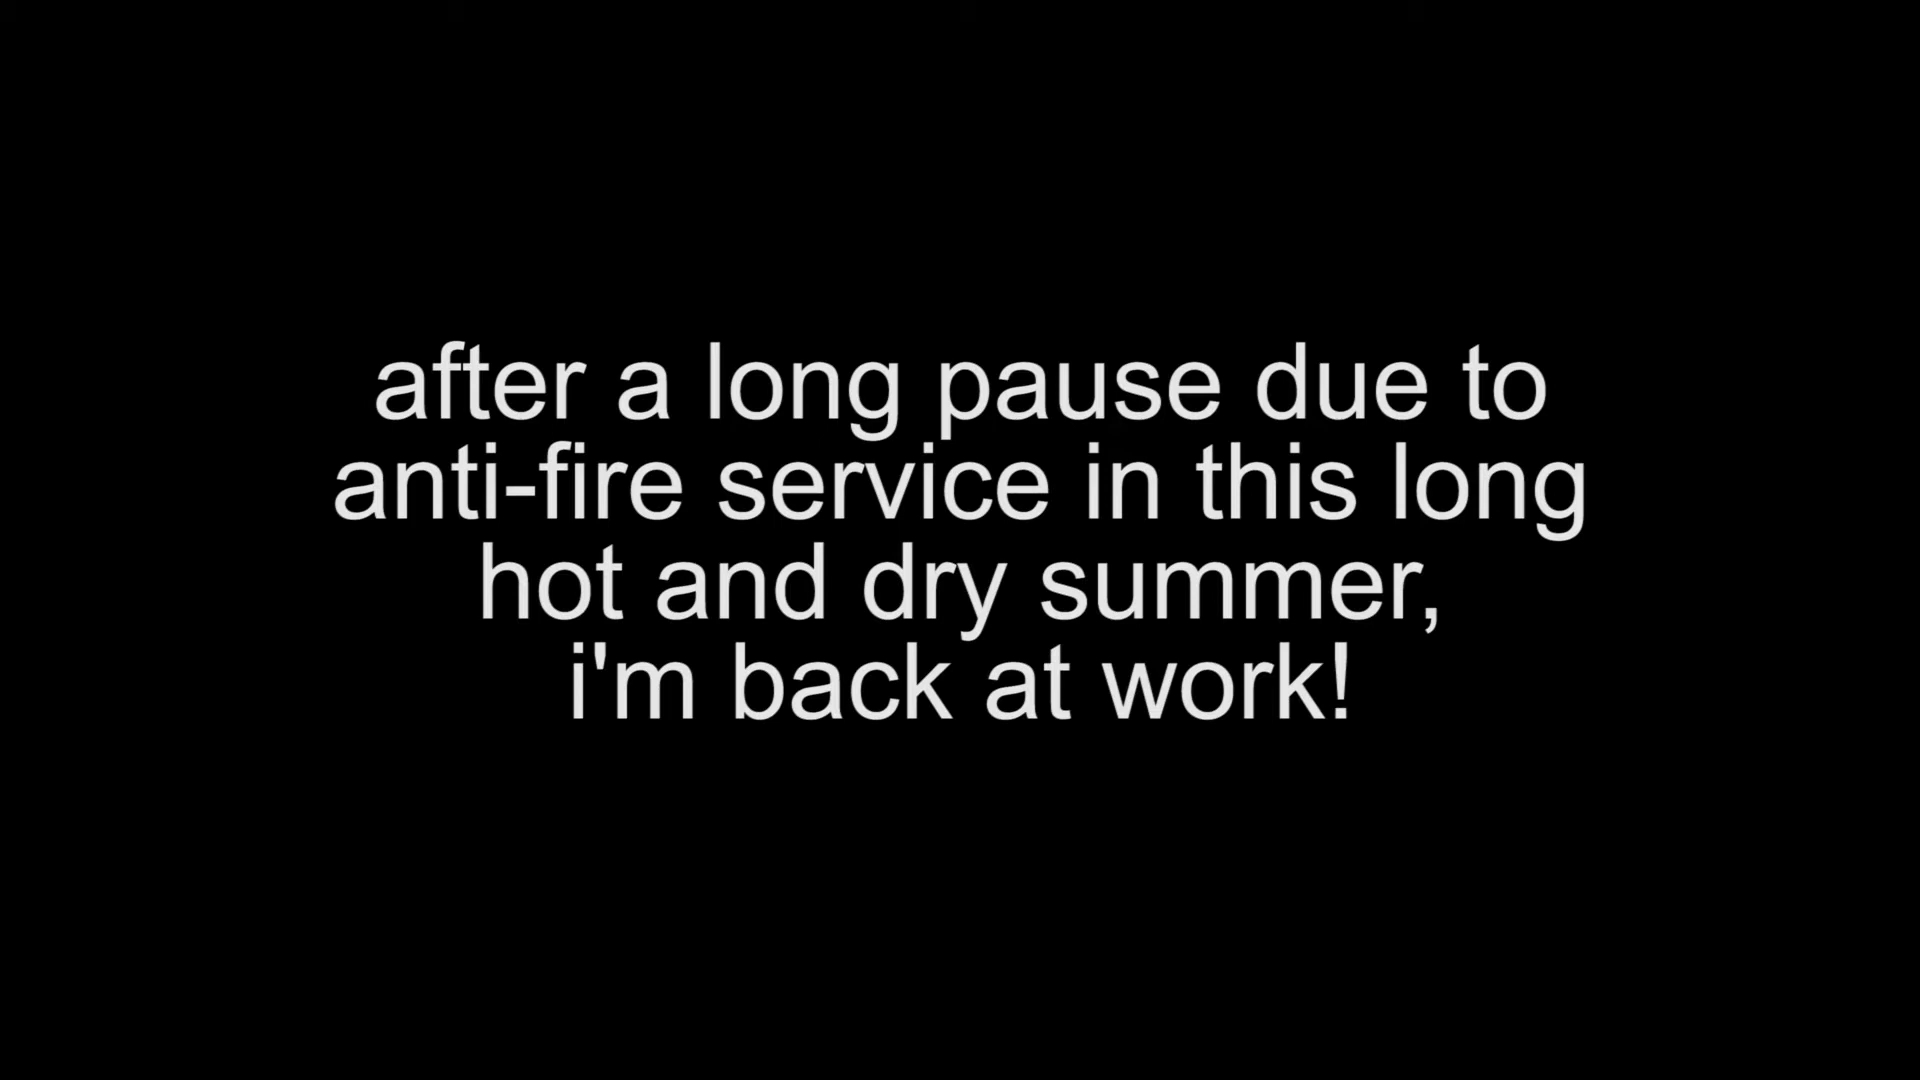 after a long pause due to
anti-fire service in this long
hot and dry summer,
i'm back at work!